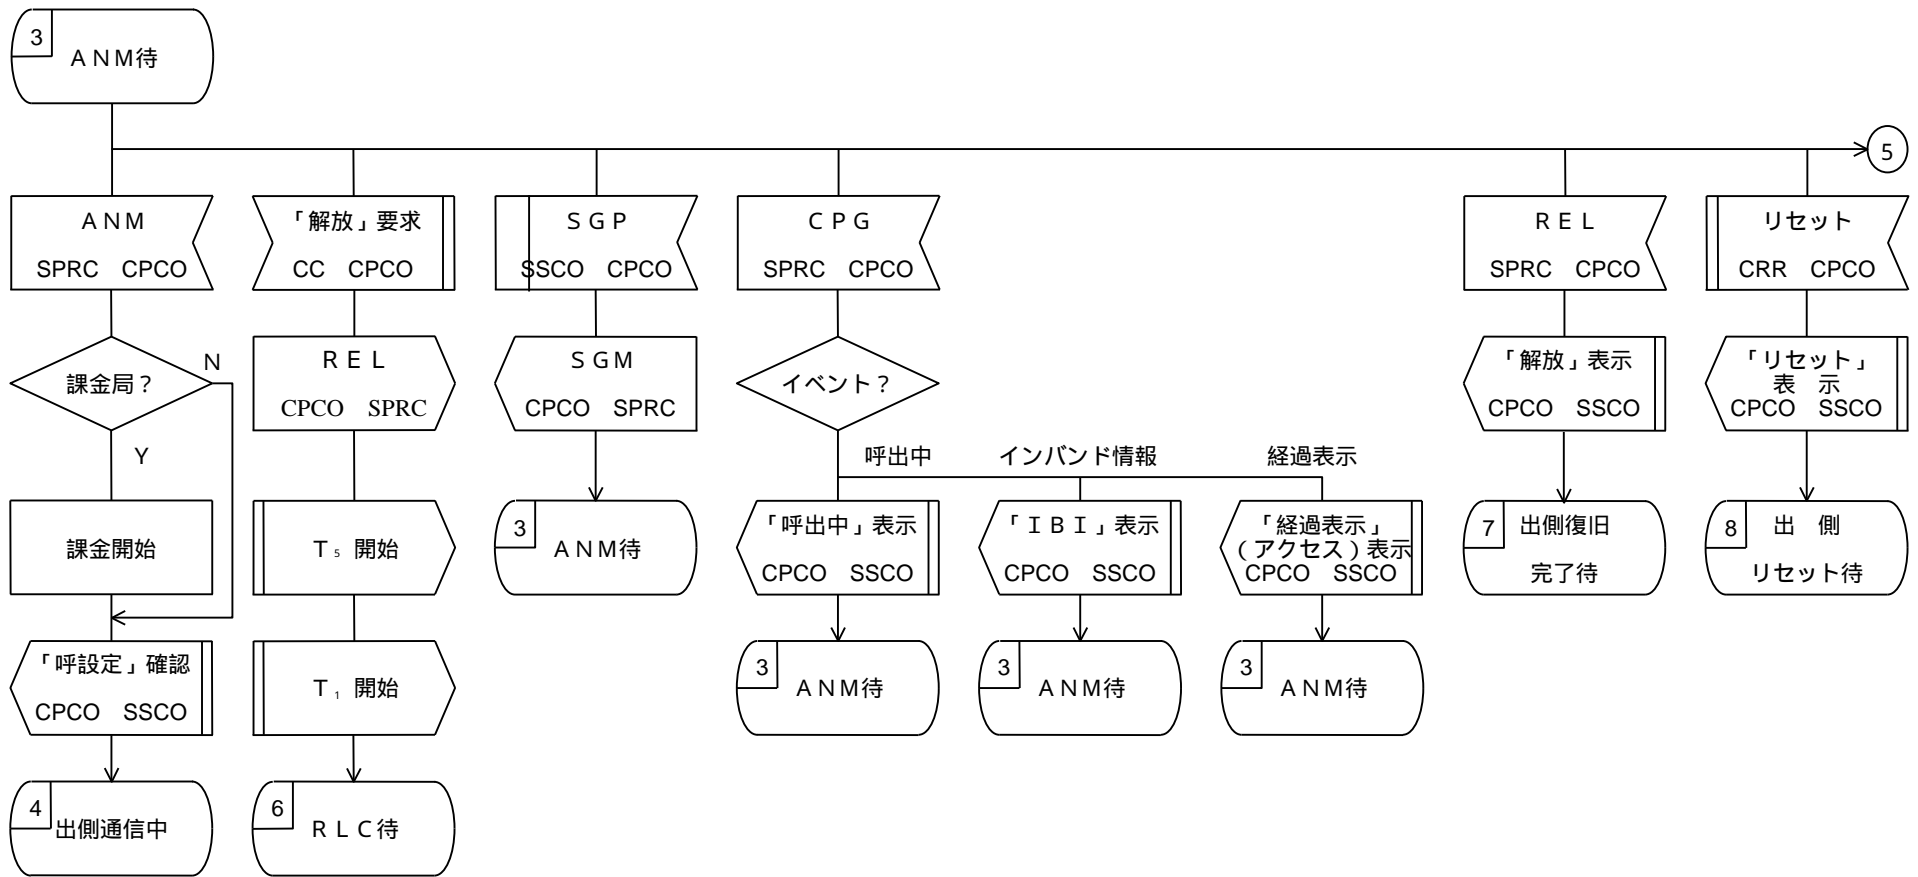 3
ＡＮＭ待
5
ＡＮＭ
SPRC CPCO
「解放」要求
CC CPCO
ＳＧＰ
SSCO CPCO
ＣＰＧ
SPRC CPCO
ＲＥＬ
SPRC CPCO
リセット
CRR CPCO
課金局？
N
Y
ＲＥＬ
CPCO SPRC
ＳＧＭ
CPCO SPRC
イベント？
「解放」表示
CPCO SSCO
「リセット」
表　示
CPCO SSCO
呼出中
インバンド情報
経過表示
課金開始
Ｔ₅ 開始
3
ＡＮＭ待
「呼出中」表示
CPCO SSCO
「ＩＢＩ」表示
CPCO SSCO
「経過表示」
（アクセス）表示
CPCO SSCO
7
出側復旧
完了待
8
出　側
リセット待
「呼設定」確認
CPCO SSCO
Ｔ₁ 開始
3
ＡＮＭ待
3
ＡＮＭ待
3
ＡＮＭ待
4
出側通信中
6
ＲＬＣ待